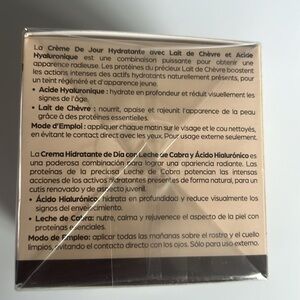 La Crème De Jour Hydratante avec Lait de Chèvre et Acide
Hyaluronique est une combinaison puissante pour obtenir une
apparence radieuse. Les protéines du précieux Lait de Chèvre boostent
les actions intenses des actifs hydratants naturellement présents, pour
un teint régénéré et d'apparence jeune.
• Acide Hyaluronique : hydrate en profondeur et réduit visiblement les
signes de l'âge.
• Lait de Chèvre : nourrit, apaise et rajeunit l'apparence de la peau
grâce à des protéines essentielles.
Mode d'Emploi : appliquer chaque matin sur le visage et le cou nettoyés,
en évitant le contact direct avec les yeux. Pour usage externe seulement.
La Crema Hidratante de Día con Leche de Cabra y Ácido Hialurónico es
una poderosa combinación para lograr una apariencia radiante. Las
proteínas de la preciosa Leche de Cabra potencian las intensas
acciones de los activos hidratantes presentes de forma natural, para un
cutis renovado y de aspecto juvenil.
• Ácido Hialurónico: hidrata en profundidad y reduce visiblemente los
signos del envejecimiento.
• Leche de Cabra: nutre, calma y rejuvenece el aspecto de la piel con
proteínas esenciales.
Modo de Empleo: aplicar todas las mañanas sobre el rostro y el cuello
limpios, evitando el contacto directo con los ojos. Sólo para uso externo.